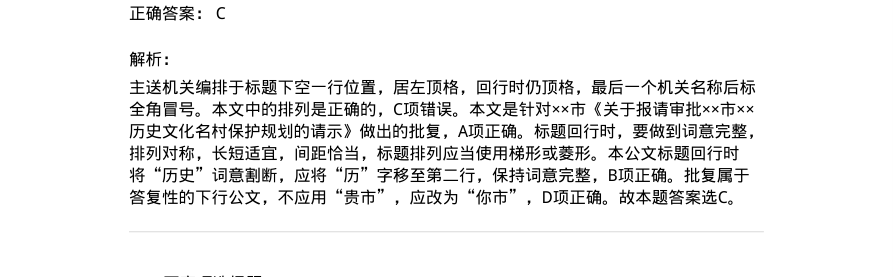 正确答案： C
解析：
主送机关编排于标题下空一行位置，居左顶格，回行时仍顶格，最后一个机关名称后标
全角冒号。本文中的排列是正确的，C项错误。本文是针对××市《关于报请审批××市××
历史文化名村保护规划的请示》做出的批复，A项正确。标题回行时，要做到词意完整，
排列对称，长短适宜，间距恰当，标题排列应当使用梯形或菱形。本公文标题回行时
将“历史”词意割断，应将“历”字移至第二行，保持词意完整，B项正确。批复属于
答复性的下行公文，不应用“贵市”，应改为“你市”，D项正确。故本题答案选C。